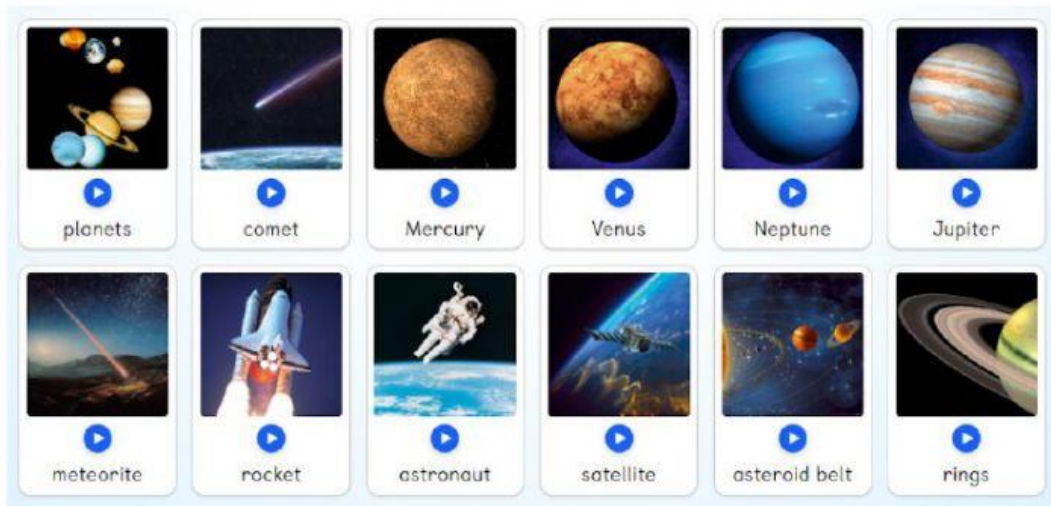 planets comet Mercury Venus Neptune Jupiter
meteorite rocket astronaut satellite asteroid belt rings